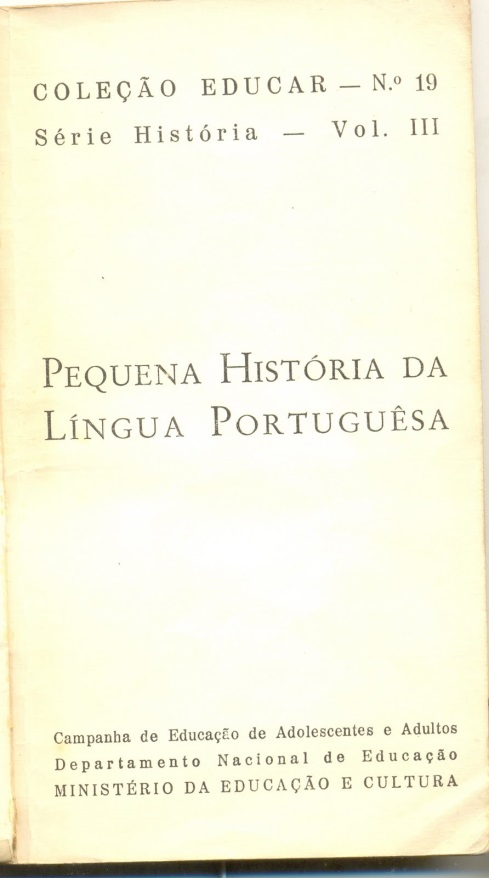 COLEÇÃO EDUCAR — N.º 19
Série História — Vol. III
PEQUENA HISTÓRIA DA
LÍNGUA PORTUGUÊSA
Campanha de Educação de Adolescentes e Adultos
Departamento Nacional de Educação
MINISTÉRIO DA EDUCAÇÃO E CULTURA